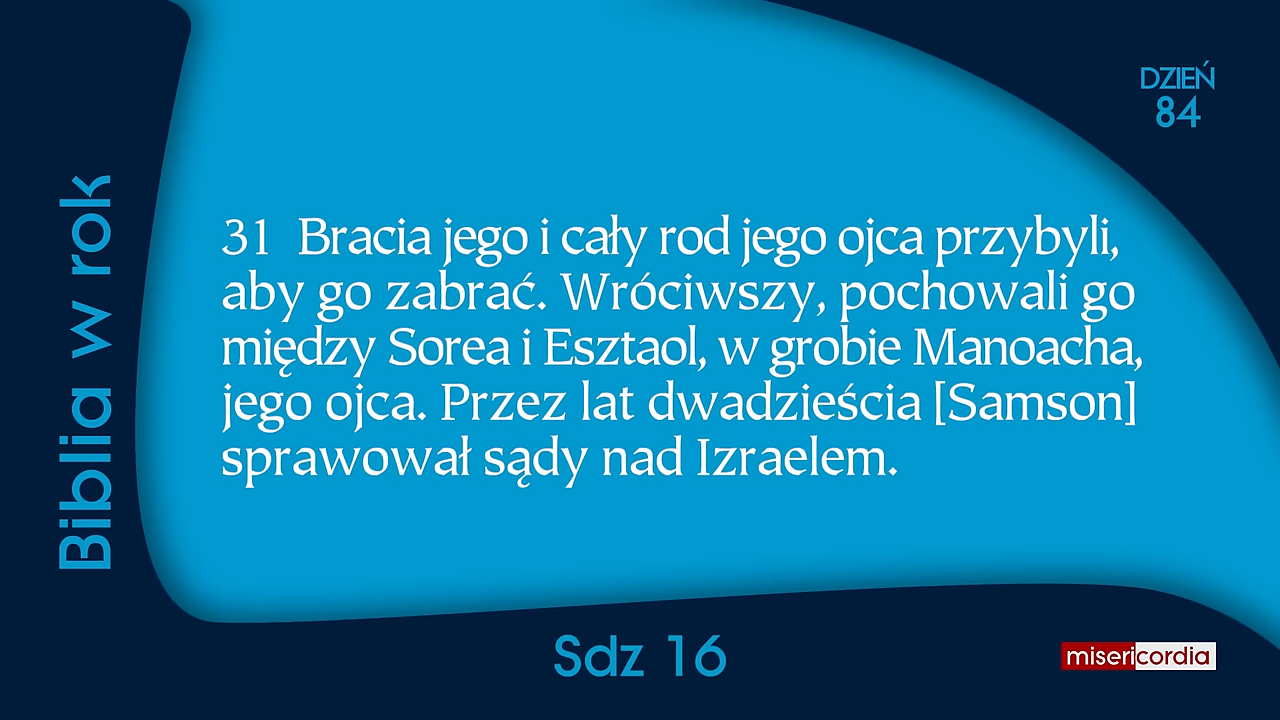 DZIEŃ
84
Biblia w rok
31 Bracia jego i cały rod jego ojca przybyli,
aby go zabrać. Wróciwszy, pochowali go
między Sorea i Esztaol, w grobie Manoacha,
jego ojca. Przez lat dwadzieścia [Samson]
sprawował sądy nad Izraelem.
Sdz 16
misericordia